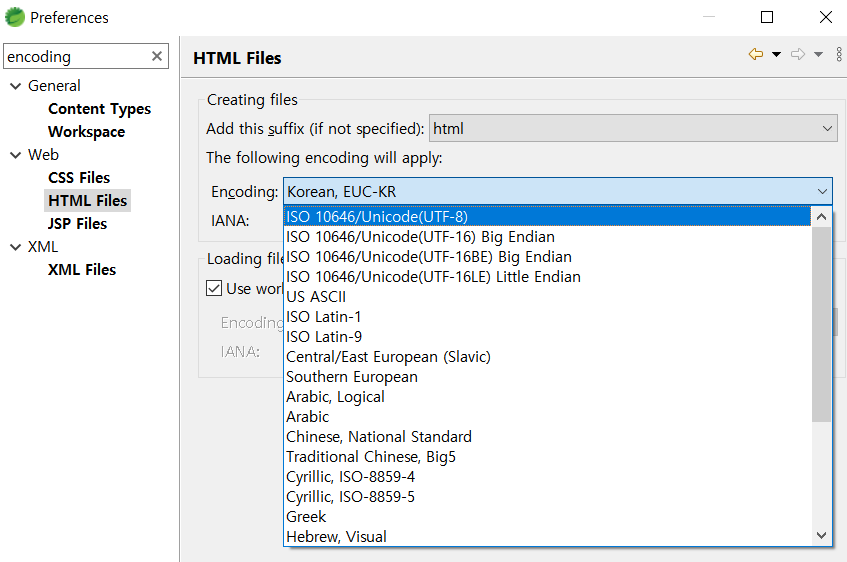 Preferences
encoding
General
Content Types
Workspace
Web
CSS Files
HTML Files
JSP Files
XML
XML Files
HTML Files
Creating files
Add this suffix (if not specified): html
The following encoding will apply:
Encoding: Korean, EUC-KR
IANA:
ISO 10646/Unicode(UTF-8)
ISO 10646/Unicode(UTF-16) Big Endian
ISO 10646/Unicode(UTF-16BE) Big Endian
ISO 10646/Unicode(UTF-16LE) Little Endian
US ASCII
ISO Latin-1
ISO Latin-9
Central/East European (Slavic)
Southern European
Arabic, Logical
Arabic
Chinese, National Standard
Traditional Chinese, Big5
Cyrillic, ISO-8859-4
Cyrillic, ISO-8859-5
Greek
Hebrew, Visual
Loading
Use
Encoding
IANA: